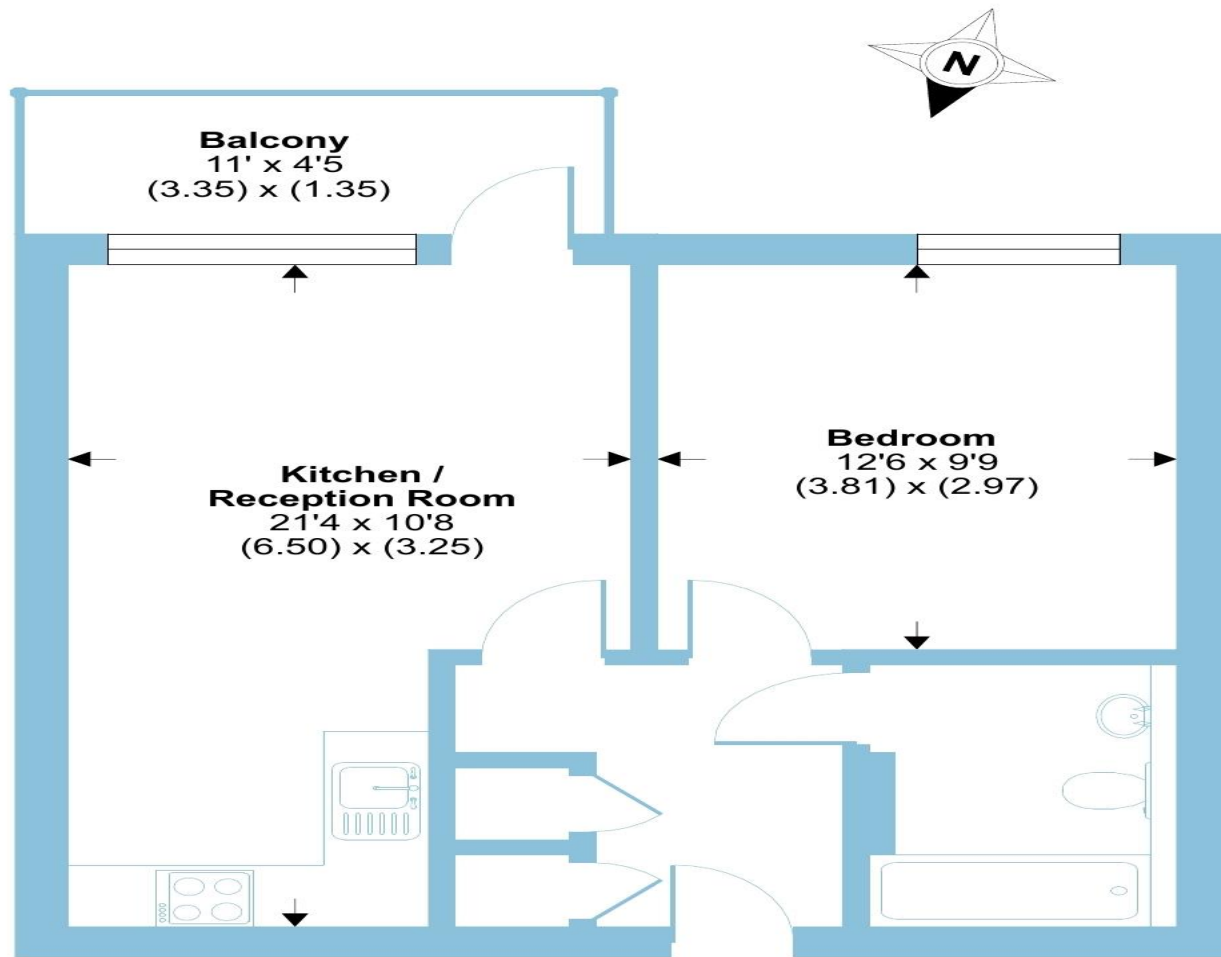 N
Balcony
11' x 4'5
(3.35) x (1.35)
Kitchen /
Reception Room
21'4 x 10'8
(6.50) x (3.25)
Bedroom
12'6 x 9'9
(3.81) x (2.97)